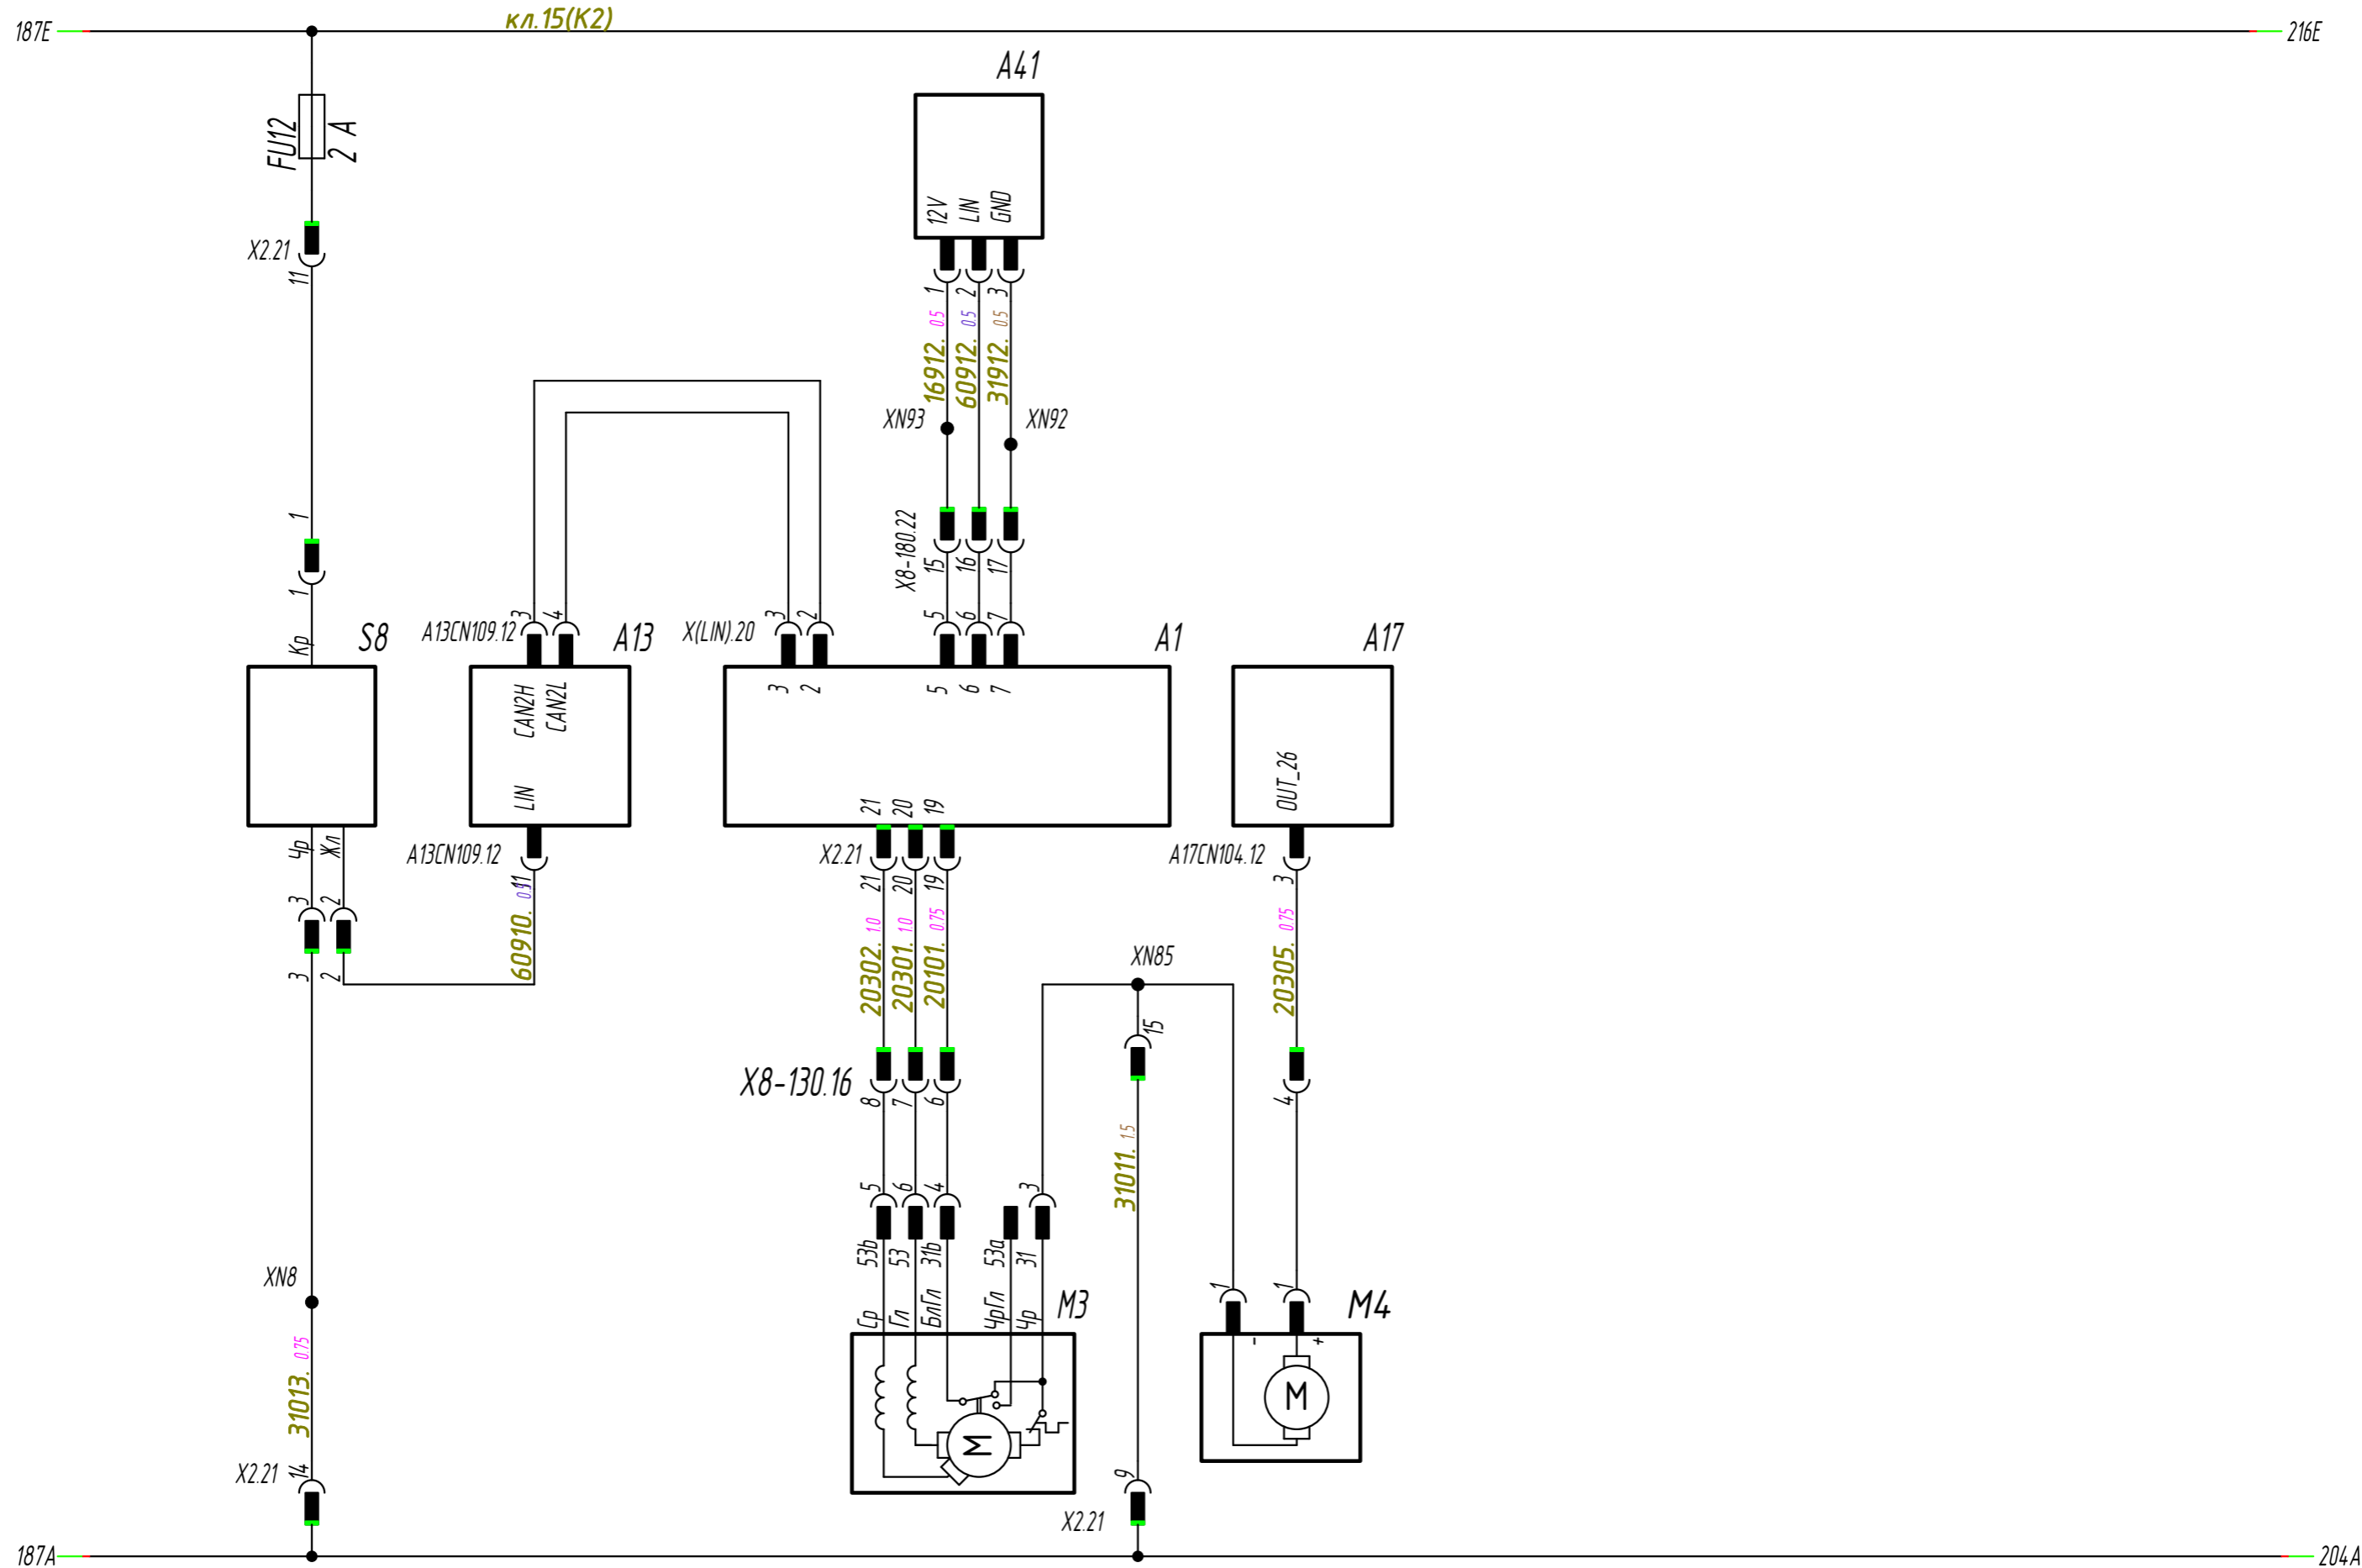 187E
кл.15(К2)
216E
A41
FU12
2 A
12V
LIN
GND
X2.21
11
1
2
3
0.5
0.5
0.5
16912.
60912.
31912.
XN93
XN92
1
X8-180.22
15
16
17
1
Кр
S8
A13CN109.12
3
4
A13
X(LIN).20
3
2
5
6
7
A1
A17
CAN2H
CAN2L
3
2
5
6
7
LIN
21
20
19
OUT_26
Чр
Жл
A13CN109.12
11
X2.21
21
20
19
A17CN104.12
3
3
2
60910.
1.0
1.0
0.75
0.75
20302.
20301.
20101.
20305.
3
2
XN85
15
X8-130.16
8
7
6
4
31011. 1.5
5
6
4
3
53b
53
31b
53a
31
XN8
Ср
Гл
БлГл
ЧрГл
Чр
M3
1
1
M4
-
+
M
M
31013. 0.75
X2.21
14
9
X2.21
187A
204A